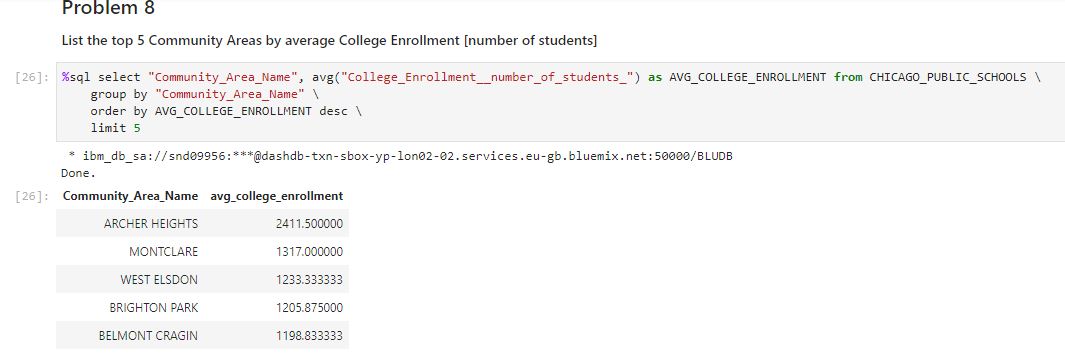 Problem 8
List the top 5 Community Areas by average College Enrollment [number of students]
[26]: %sql select "Community_Area_Name", avg("College_Enrollment__number_of_students_") as AVG_COLLEGE_ENROLLMENT from CHICAGO_PUBLIC_SCHOOLS \
group by "Community_Area_Name" \
order by AVG_COLLEGE_ENROLLMENT desc \
limit 5
* ibm_db_sa://snd09956:***@dashdb-txn-sbox-yp-lon02-02.services.eu-gb.bluemix.net:50000/BLUDB
Done.
[26]: Community_Area_Name avg_college_enrollment
ARCHER HEIGHTS 2411.500000
MONTCLARE 1317.000000
WEST ELSDON 1233.333333
BRIGHTON PARK 1205.875000
BELMONT CRAGIN 1198.833333